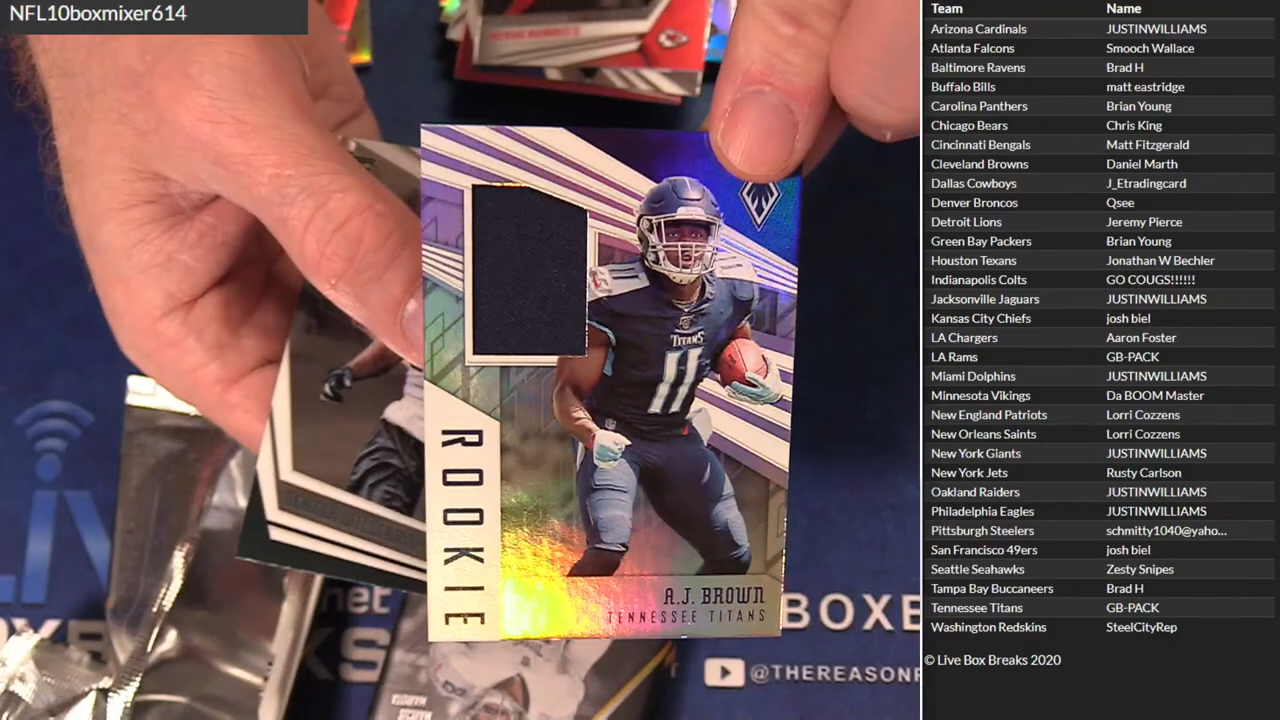 NFL10boxmixer614
Team Name
Arizona Cardinals JUSTINWILLIAMS
Atlanta Falcons Smooch Wallace
Baltimore Ravens Brad H
Buffalo Bills matt eastridge
Carolina Panthers Brian Young
Chicago Bears Chris King
Cincinnati Bengals Matt Fitzgerald
Cleveland Browns Daniel Marth
Dallas Cowboys J_Etradingcard
Denver Broncos Qsee
Detroit Lions Jeremy Pierce
Green Bay Packers Brian Young
Houston Texans Jonathan W Bechler
Indianapolis Colts GO COUGS!!!!!!
Jacksonville Jaguars JUSTINWILLIAMS
Kansas City Chiefs josh biel
LA Chargers Aaron Foster
LA Rams GB-PACK
Miami Dolphins JUSTINWILLIAMS
Minnesota Vikings Da BOOM Master
New England Patriots Lorri Cozzens
New Orleans Saints Lorri Cozzens
New York Giants JUSTINWILLIAMS
New York Jets Rusty Carlson
Oakland Raiders JUSTINWILLIAMS
Philadelphia Eagles JUSTINWILLIAMS
Pittsburgh Steelers schmitty1040@yaho...
San Francisco 49ers josh biel
Seattle Seahawks Zesty Snipes
Tampa Bay Buccaneers Brad H
Tennessee Titans GB-PACK
Washington Redskins SteelCityRep
© Live Box Breaks 2020
11
TITANS
11
ROOKIE
A.J. BROWN
TENNESSEE TITANS
BOXB
@THEREASONF